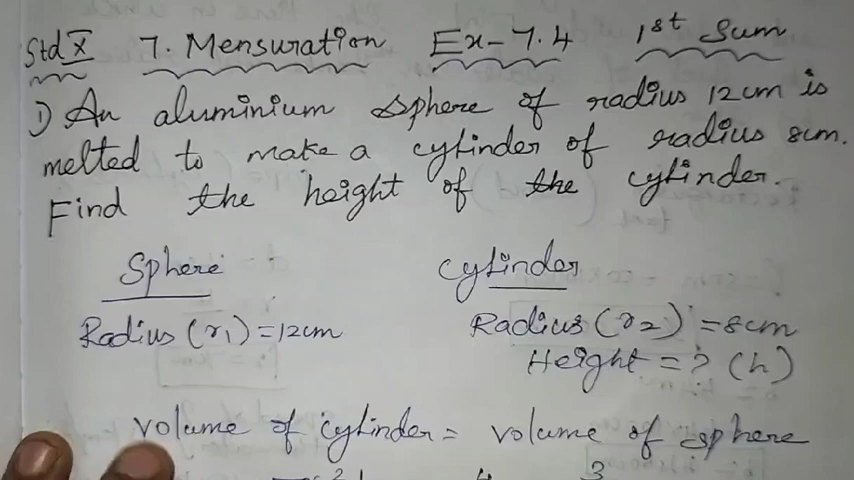 Std X 7. Mensuration Ex-7.4 1st Sum
1) An aluminium sphere of radius 12cm is
melted to make a cylinder of radius 8cm.
Find the height of the cylinder.
Sphere Cylinder
Radius (r1) = 12cm Radius (r2) = 8cm
Height = ? (h)
Volume of cylinder = volume of sphere